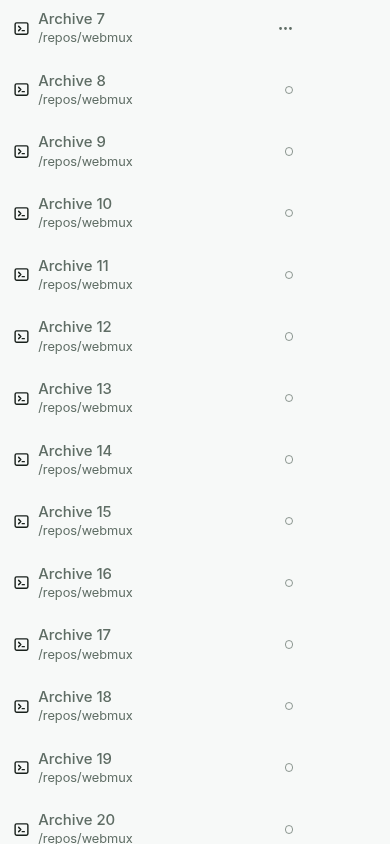 Archive 7
/repos/webmux
Archive 8
/repos/webmux
Archive 9
/repos/webmux
Archive 10
/repos/webmux
Archive 11
/repos/webmux
Archive 12
/repos/webmux
Archive 13
/repos/webmux
Archive 14
/repos/webmux
Archive 15
/repos/webmux
Archive 16
/repos/webmux
Archive 17
/repos/webmux
Archive 18
/repos/webmux
Archive 19
/repos/webmux
Archive 20
/repos/webmux